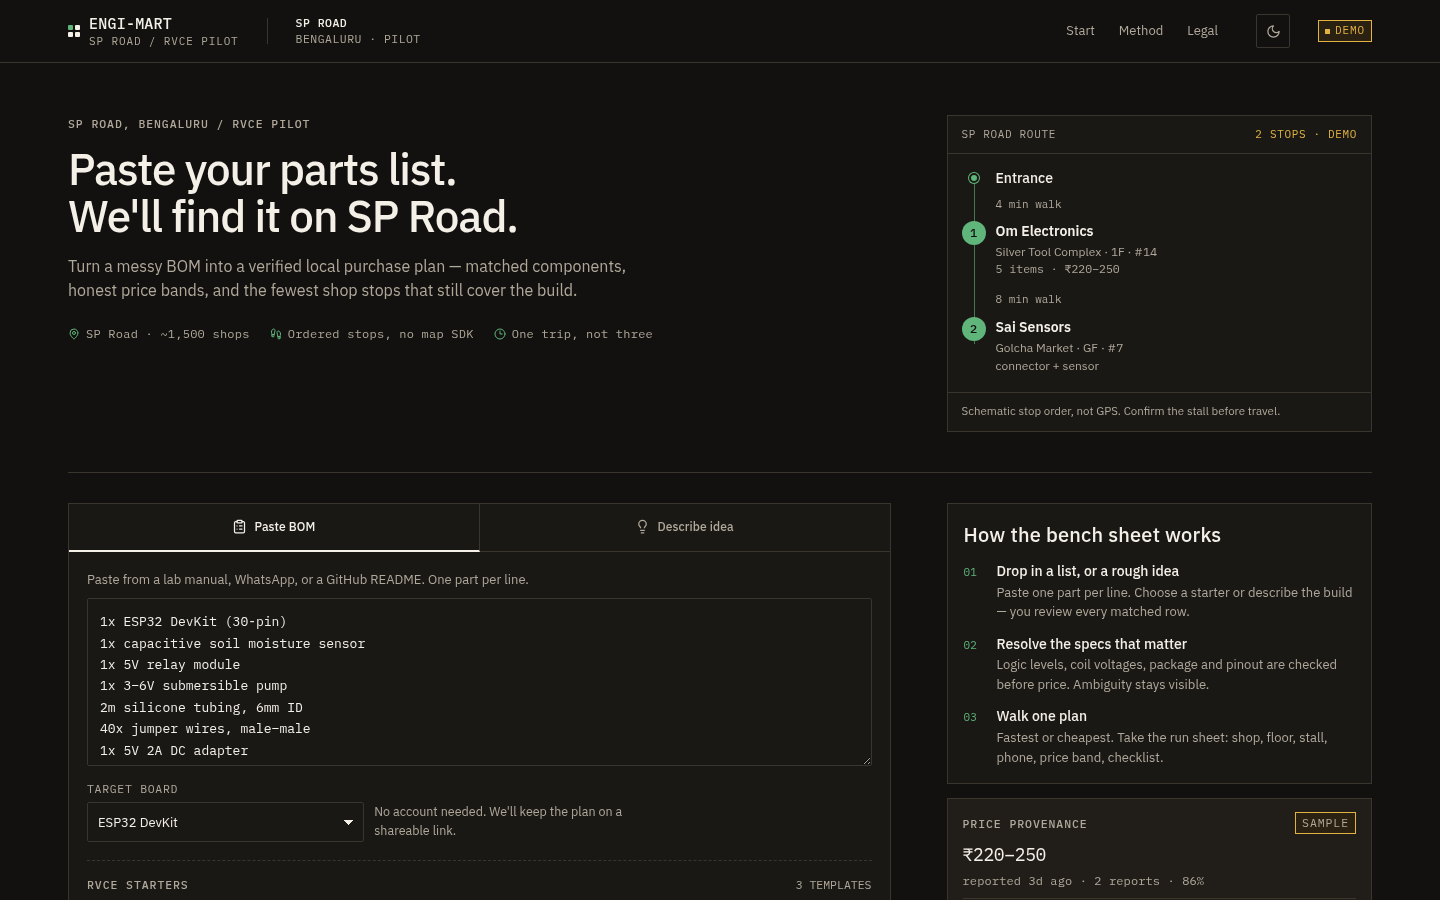 ENGI-MART
SP ROAD / RVCE PILOT
SP ROAD
BENGALURU · PILOT
Start
Method
Legal
DEMO
SP ROAD, BENGALURU / RVCE PILOT
Paste your parts list.
We'll find it on SP Road.
Turn a messy BOM into a verified local purchase plan — matched components,
honest price bands, and the fewest shop stops that still cover the build.
SP Road · ~1,500 shops
Ordered stops, no map SDK
One trip, not three
SP ROAD ROUTE
2 STOPS · DEMO
Entrance
4 min walk
1
Om Electronics
Silver Tool Complex · 1F · #14
5 items · ₹220–250
8 min walk
2
Sai Sensors
Golcha Market · GF · #7
connector + sensor
Schematic stop order, not GPS. Confirm the stall before travel.
Paste BOM
Describe idea
Paste from a lab manual, WhatsApp, or a GitHub README. One part per line.
1x ESP32 DevKit (30-pin)
1x capacitive soil moisture sensor
1x 5V relay module
1x 3–6V submersible pump
2m silicone tubing, 6mm ID
40x jumper wires, male–male
1x 5V 2A DC adapter
TARGET BOARD
ESP32 DevKit
No account needed. We'll keep the plan on a
shareable link.
RVCE STARTERS
3 TEMPLATES
How the bench sheet works
01
Drop in a list, or a rough idea
Paste one part per line. Choose a starter or describe the build
— you review every matched row.
02
Resolve the specs that matter
Logic levels, coil voltages, package and pinout are checked
before price. Ambiguity stays visible.
03
Walk one plan
Fastest or cheapest. Take the run sheet: shop, floor, stall,
phone, price band, checklist.
PRICE PROVENANCE
SAMPLE
₹220–250
reported 3d ago · 2 reports · 86%